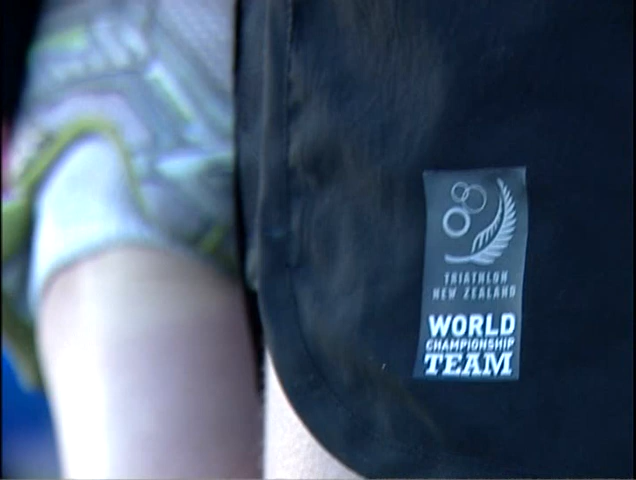 TRIATHLON
NEW ZEALAND
WORLD
CHAMPIONSHIP
TEAM